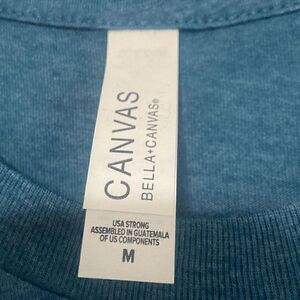 CANVAS
BELLA+CANVAS®
USA STRONG
ASSEMBLED IN GUATEMALA
OF US COMPONENTS
M